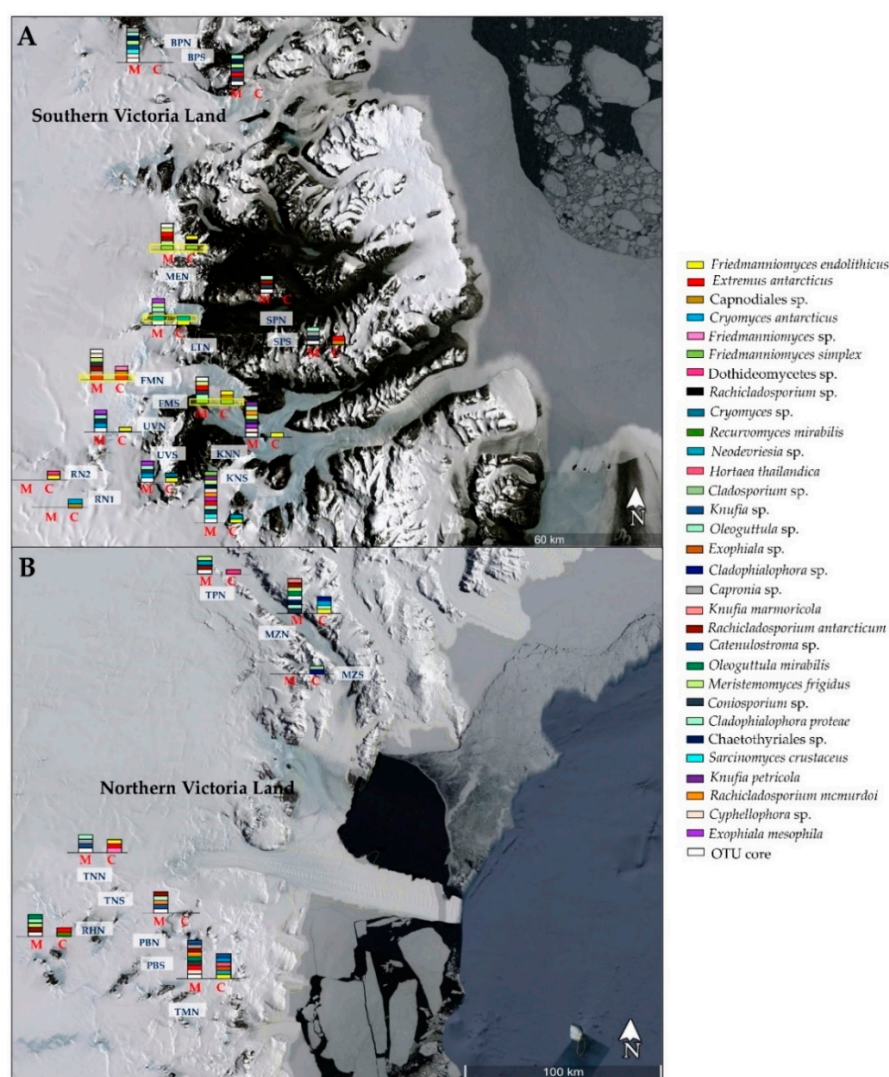 A
BPN
BPS
M C
M C
Southern Victoria Land
M C
MEN
M C
SPN
M C
LTN
SPS
M C
M C
FMN
M C
FMS
M C
UVN
M C
UVS
KNN
RN2
M C
M C
KNS
RN1
M C
M C
N
60 km
B
M C
TPN
M C
MZN
M C
MZS
Northern Victoria Land
M C
TNN
TNS
M C
M C
RHN
PBN
PBS
M C
TMN
N
100 km
Friedmanniomyces endolithicus
Extremus antarcticus
Capnodiales sp.
Cryomyces antarcticus
Friedmanniomyces sp.
Friedmanniomyces simplex
Dothideomycetes sp.
Rachicladosporium sp.
Cryomyces sp.
Recurvomyces mirabilis
Neodevriesia sp.
Hortaea thailandica
Cladosporium sp.
Knufia sp.
Oleoguttula sp.
Exophiala sp.
Cladophialophora sp.
Capronia sp.
Knufia marmoricola
Rachicladosporium antarcticum
Catenulostroma sp.
Oleoguttula mirabilis
Meristemomyces frigidus
Coniosporium sp.
Cladophialophora proteae
Chaetothyriales sp.
Sarcinomyces crustaceus
Knufia petricola
Rachicladosporium mcmurdoi
Cyphellophora sp.
Exophiala mesophila
OTU core